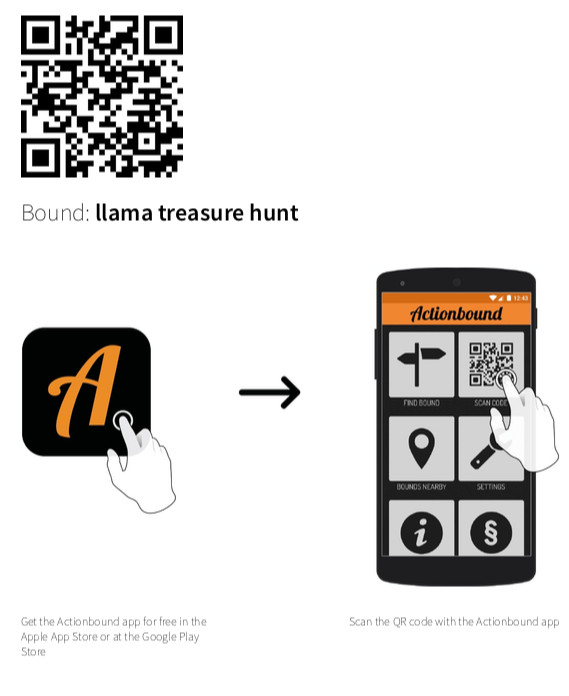 Bound: llama treasure hunt
A
12:43
Actionbound
FIND BOUND
SCAN CODE
BOUNDS NEARBY
SETTINGS
i
§
Get the Actionbound app for free in the
Apple App Store or at the Google Play
Store
Scan the QR code with the Actionbound app